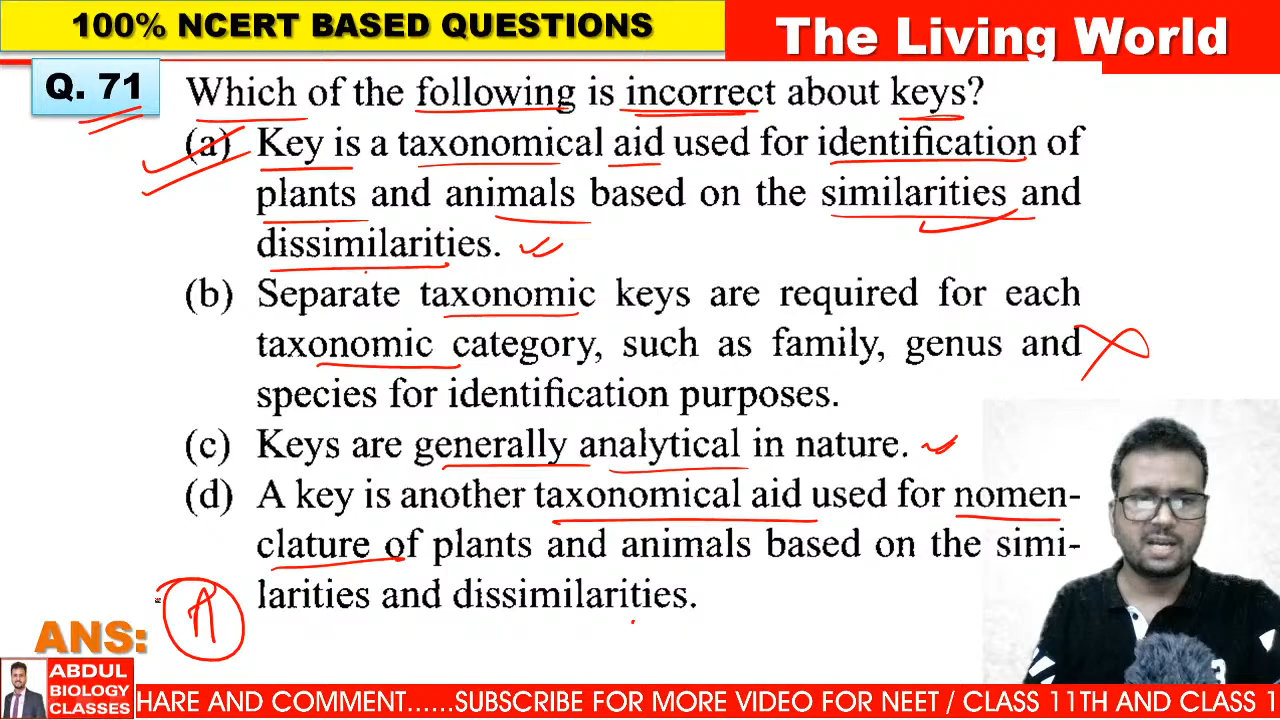 100% NCERT BASED QUESTIONS
The Living World
Q. 71
Which of the following is incorrect about keys?
(a) Key is a taxonomical aid used for identification of
plants and animals based on the similarities and
dissimilarities.
(b) Separate taxonomic keys are required for each
taxonomic category, such as family, genus and
species for identification purposes.
(c) Keys are generally analytical in nature.
(d) A key is another taxonomical aid used for nomen-
clature of plants and animals based on the simi-
larities and dissimilarities.
ANS: A
ABDUL
BIOLOGY
CLASSES
HARE AND COMMENT......SUBSCRIBE FOR MORE VIDEO FOR NEET / CLASS 11TH AND CLASS 1